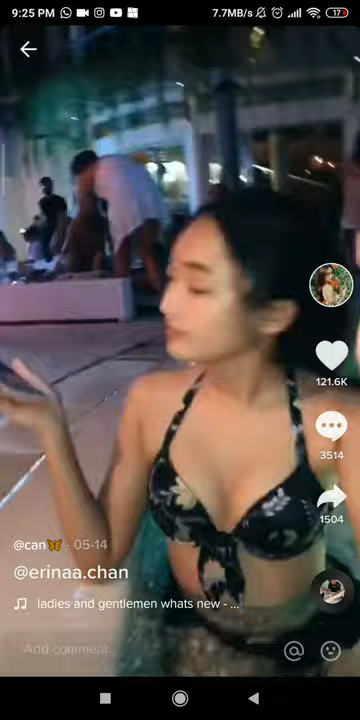 9:25 PM 7.7MB/s 17
121.6K
3514
1504
@can🦋 - 05-14
@erinaa.chan
ladies and gentlemen whats new - ...
Add comment